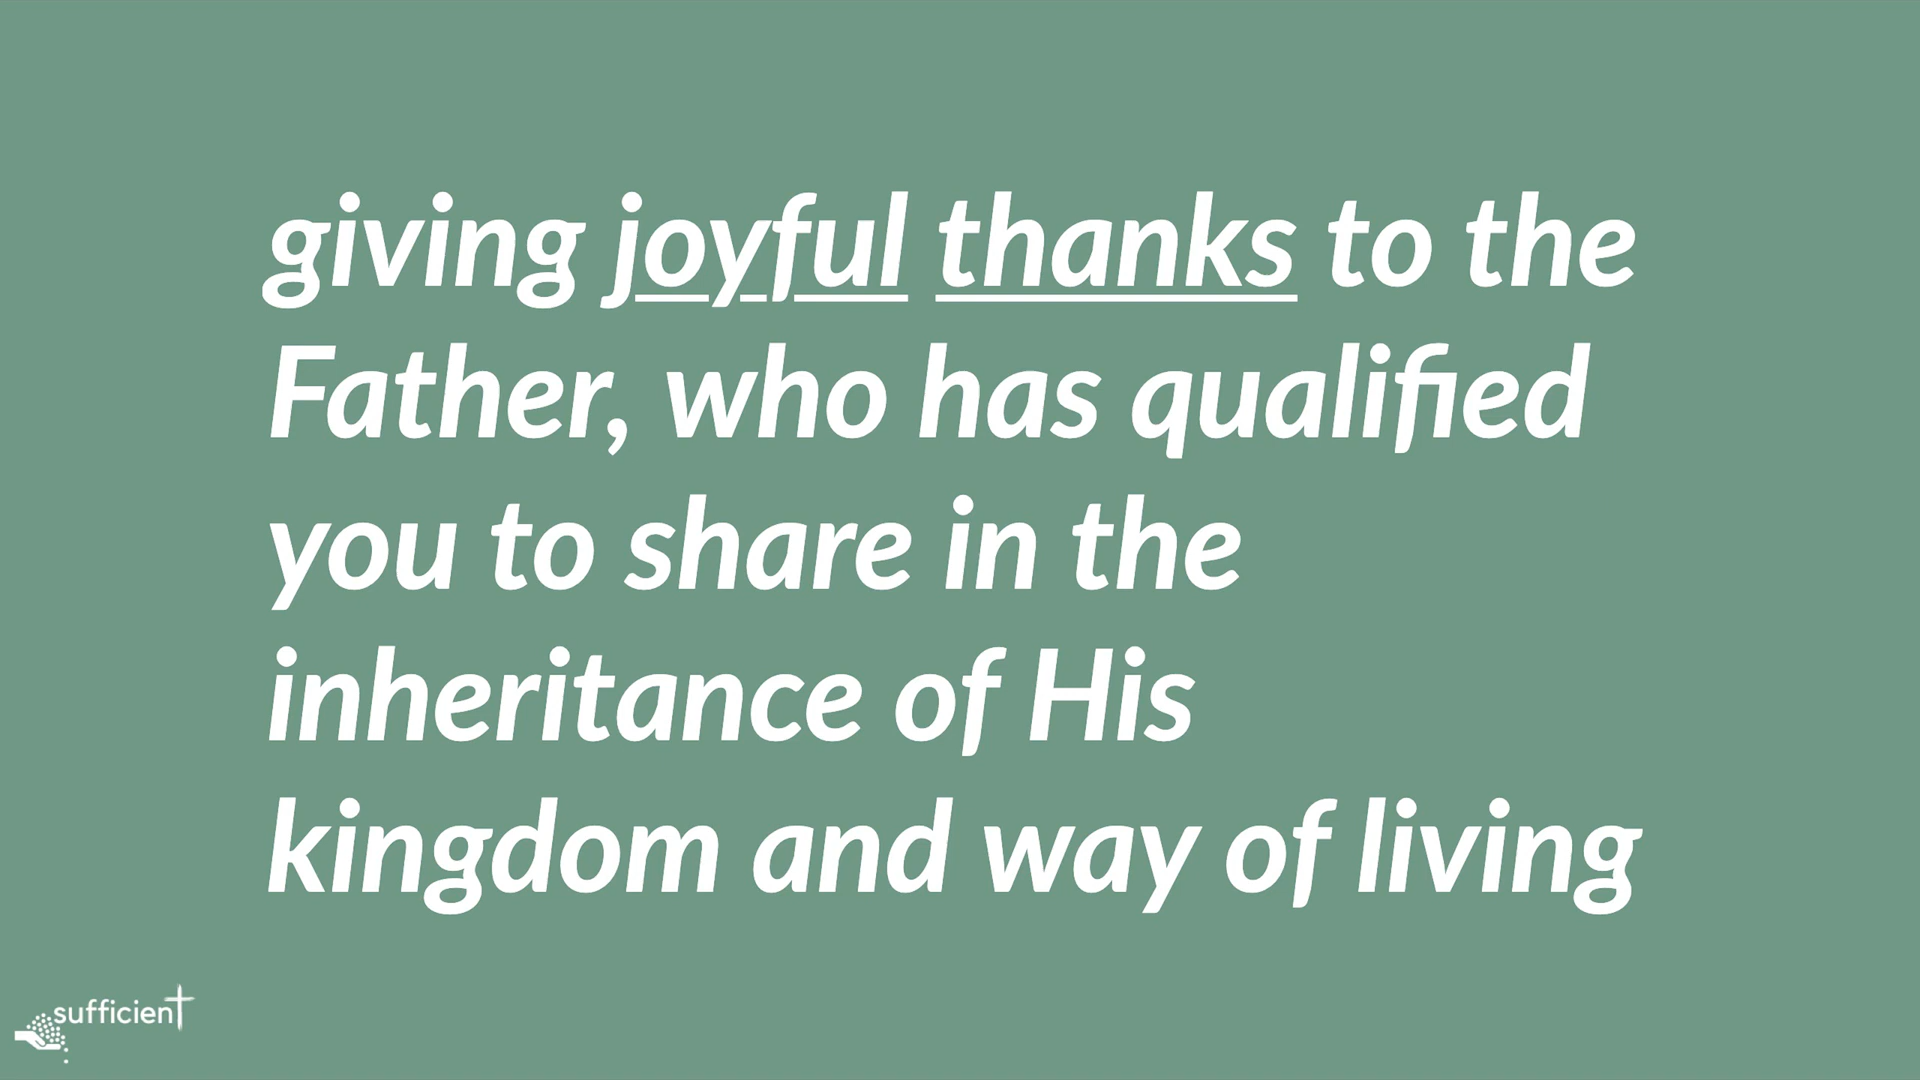 giving joyful thanks to the
Father, who has qualified
you to share in the
inheritance of His
kingdom and way of living
sufficient